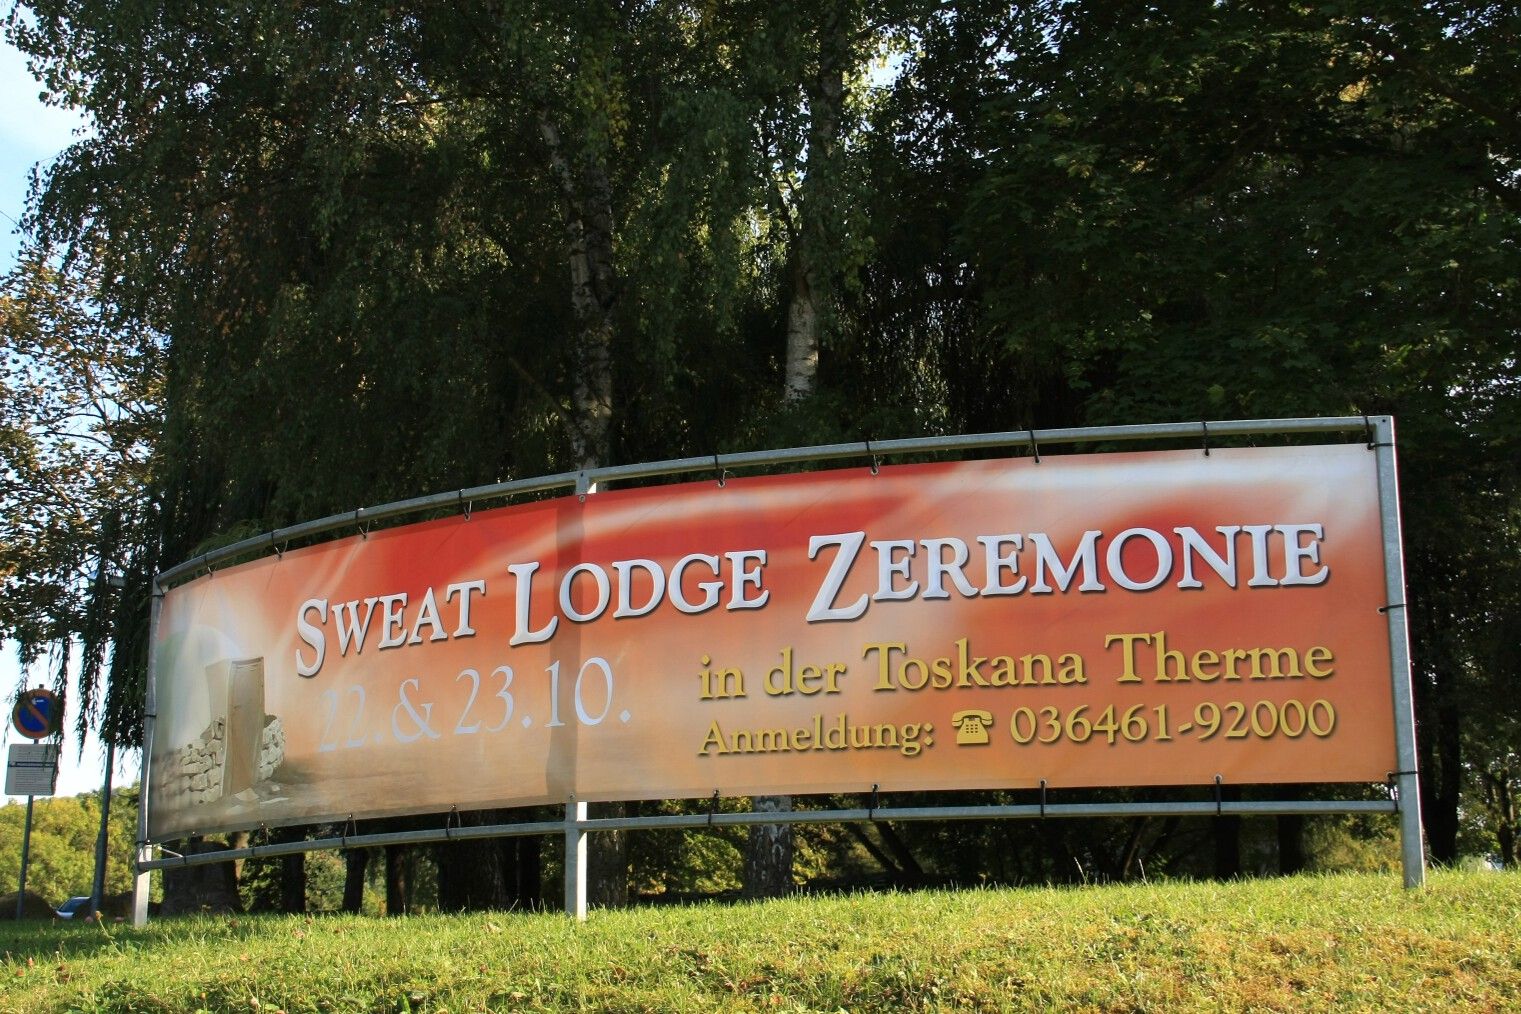 SWEAT LODGE ZEREMONIE
22. & 23.10.
in der Toskana Therme
Anmeldung: ☎ 036461-92000